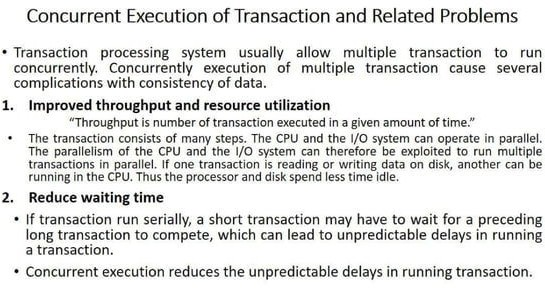 Concurrent Execution of Transaction and Related Problems
• Transaction processing system usually allow multiple transaction to run
concurrently. Concurrently execution of multiple transaction cause several
complications with consistency of data.
1. Improved throughput and resource utilization
“Throughput is number of transaction executed in a given amount of time.”
• The transaction consists of many steps. The CPU and the I/O system can operate in parallel.
The parallelism of the CPU and the I/O system can therefore be exploited to run multiple
transactions in parallel. If one transaction is reading or writing data on disk, another can be
running in the CPU. Thus the processor and disk spend less time idle.
2. Reduce waiting time
• If transaction run serially, a short transaction may have to wait for a preceding
long transaction to compete, which can lead to unpredictable delays in running
a transaction.
• Concurrent execution reduces the unpredictable delays in running transaction.